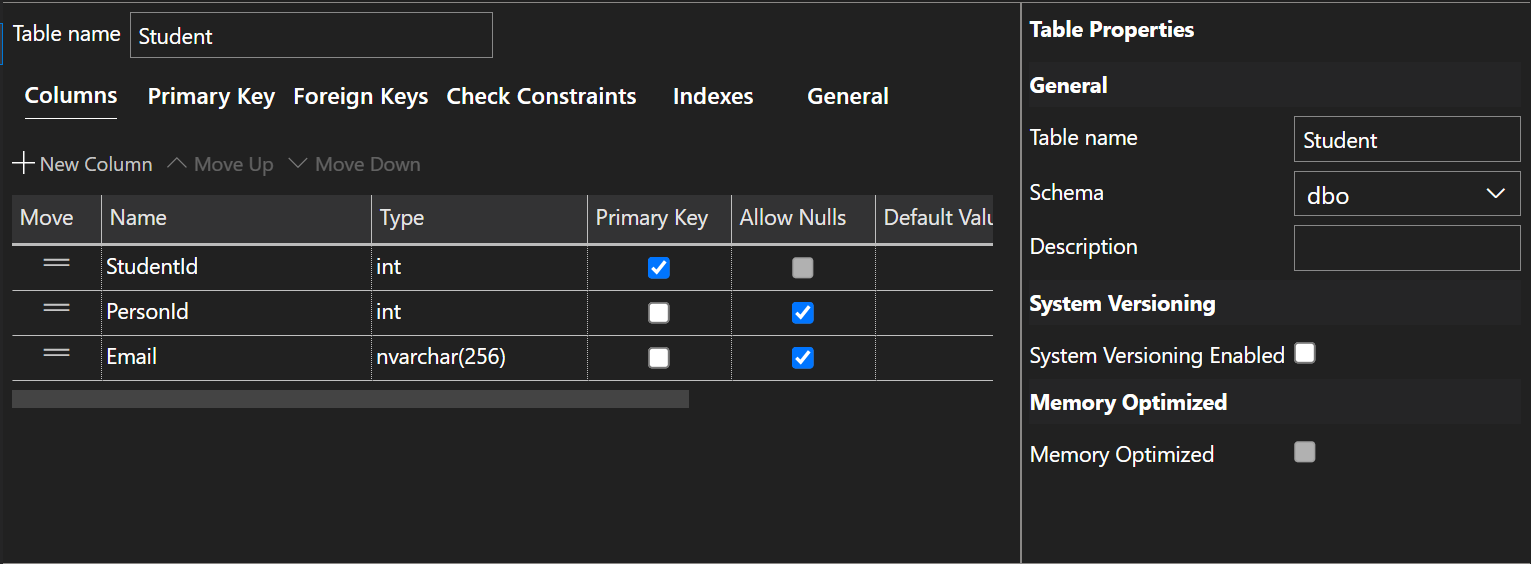 Table name Student
Columns Primary Key Foreign Keys Check Constraints Indexes General
New Column Move Up Move Down
Move Name Type Primary Key Allow Nulls Default Valu
StudentId int
PersonId int
Email nvarchar(256)
Table Properties
General
Table name Student
Schema dbo
Description
System Versioning
System Versioning Enabled
Memory Optimized
Memory Optimized